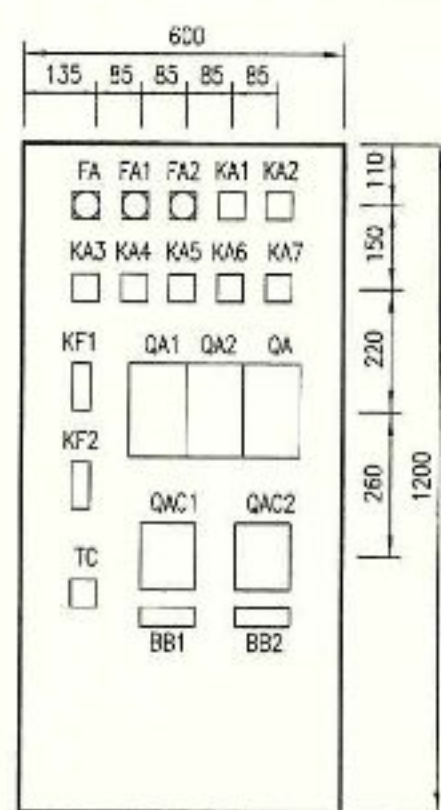 600
135 85 85 85 85
FA FA1 FA2 KA1 KA2
110
KA3 KA4 KA5 KA6 KA7
150
KF1 QA1 QA2 QA
220
KF2
260
1200
QAC1 QAC2
TC
BB1 BB2